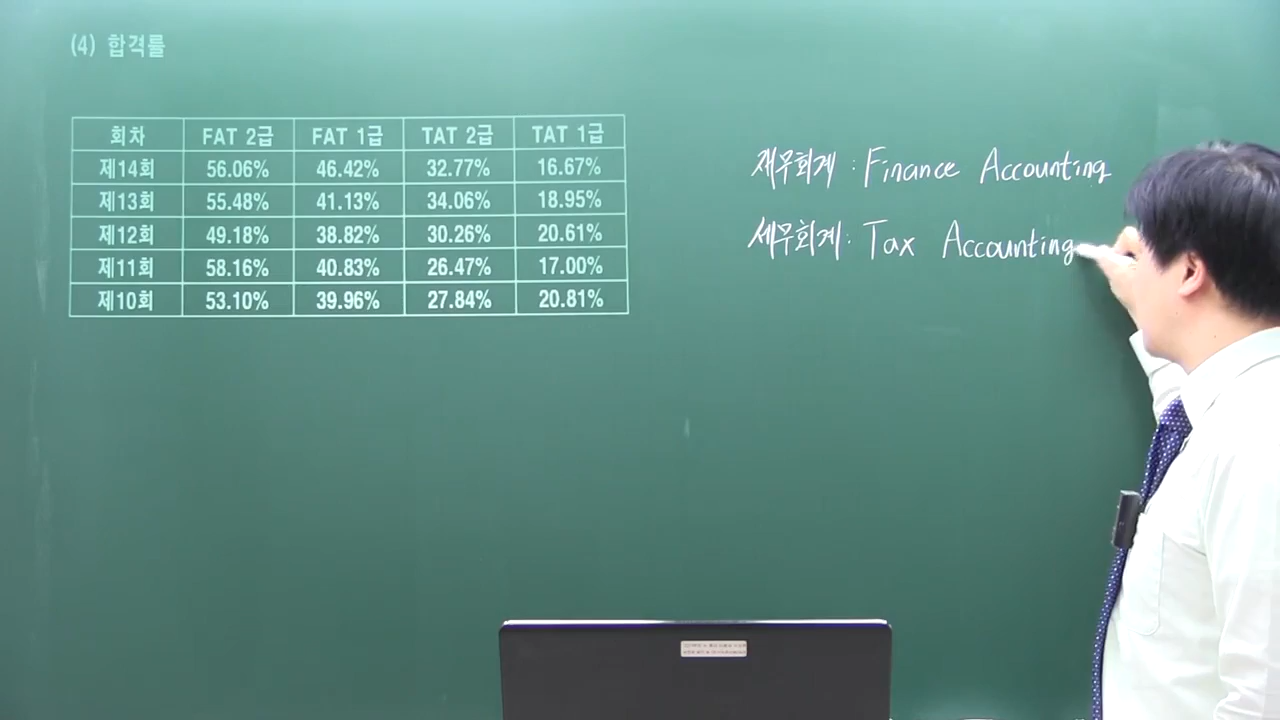 (4) 합격률
회차 FAT 2급 FAT 1급 TAT 2급 TAT 1급
제14회 56.06% 46.42% 32.77% 16.67%
제13회 55.48% 41.13% 34.06% 18.95%
제12회 49.18% 38.82% 30.26% 20.61%
제11회 58.16% 40.83% 26.47% 17.00%
제10회 53.10% 39.96% 27.84% 20.81%
재무회계 : Finance Accounting
세무회계 : Tax Accounting